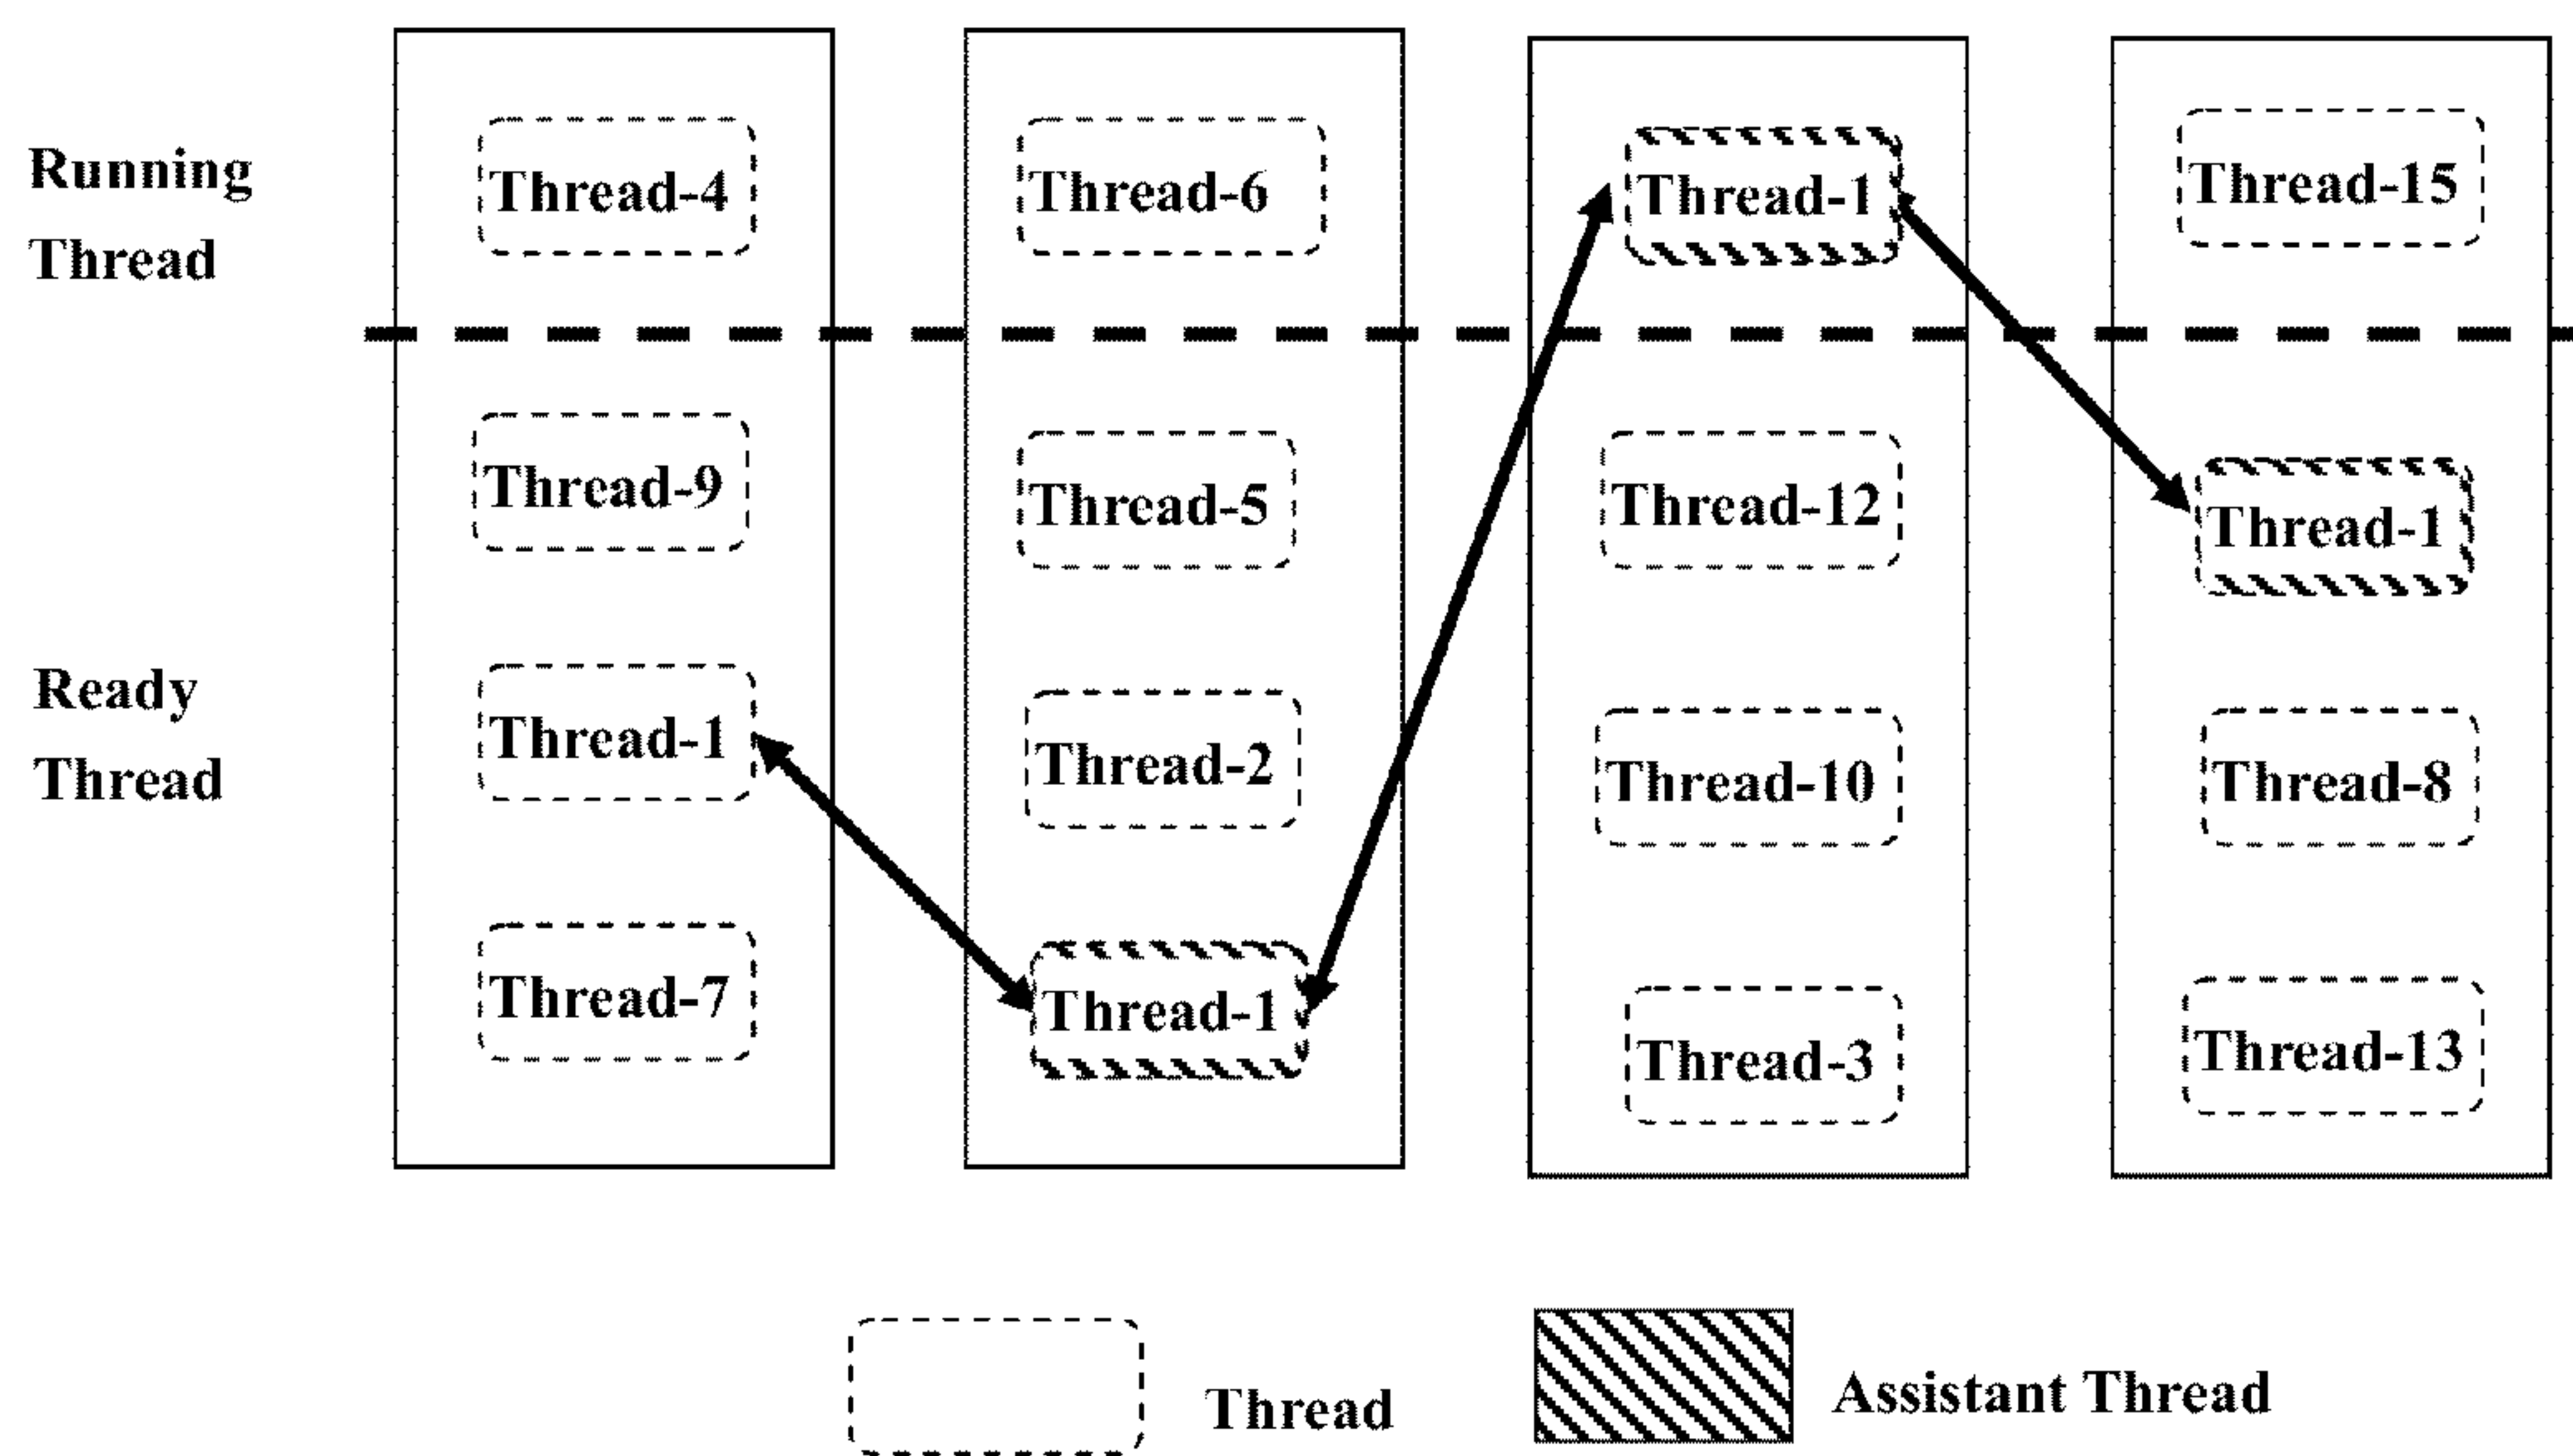 Running
Thread
Thread-4
Thread-6
Thread-1
Thread-15
Ready
Thread
Thread-9
Thread-5
Thread-12
Thread-1
Thread-1
Thread-2
Thread-10
Thread-8
Thread-7
Thread-1
Thread-3
Thread-13
Thread
Assistant Thread